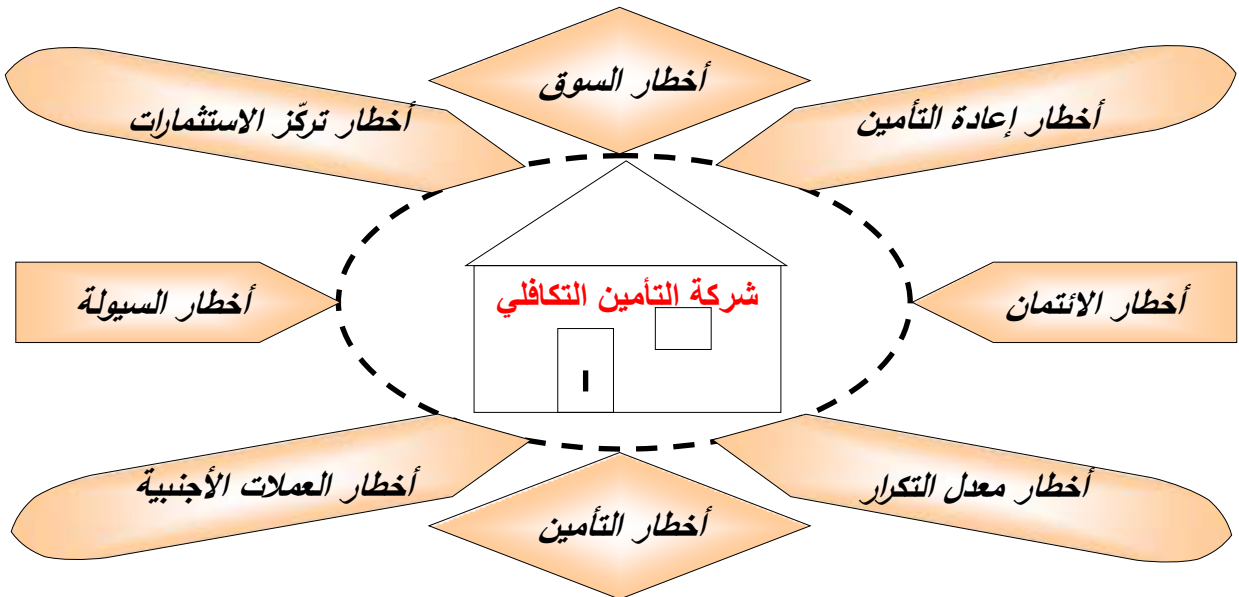 أخطار السوق
أخطار إعادة التأمين
أخطار تركّز الاستثمارات
شركة التأمين التكافلي
أخطار الائتمان
أخطار السيولة
أخطار معدل التكرار
أخطار العملات الأجنبية
أخطار التأمين